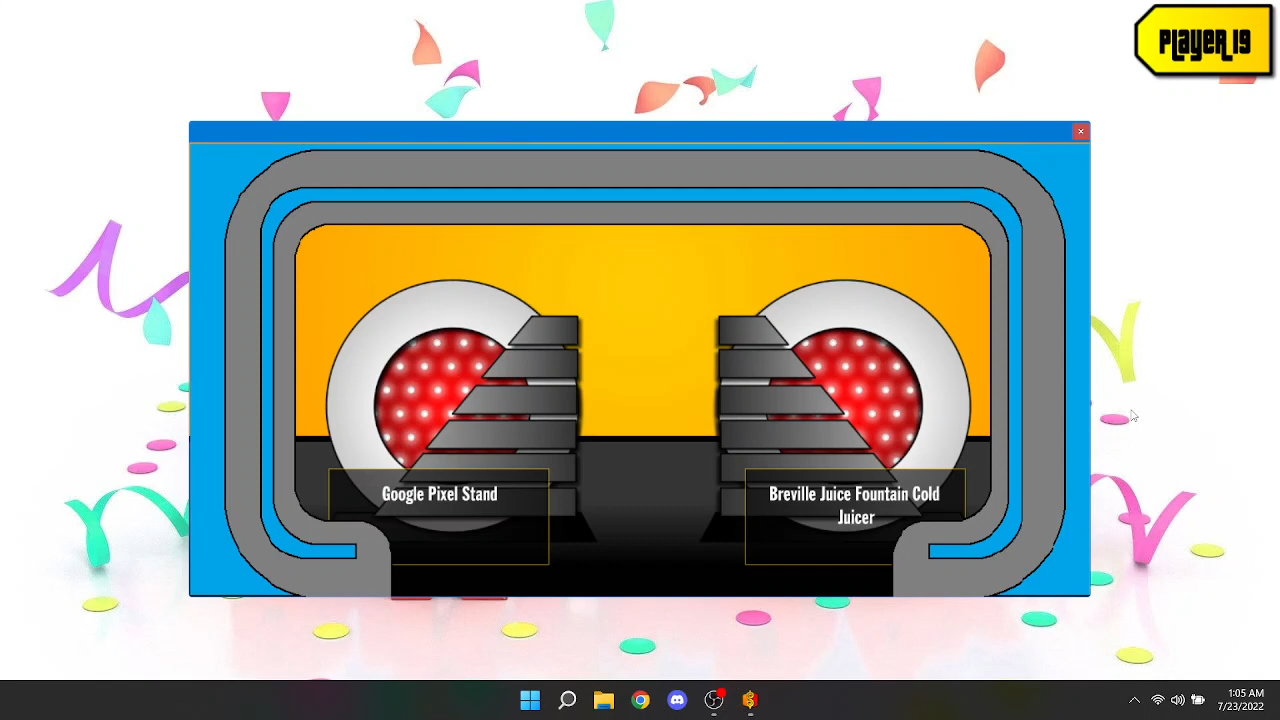 PLAYER 19
Google Pixel Stand
Breville Juice Fountain Cold
Juicer
1:05 AM
7/23/2022